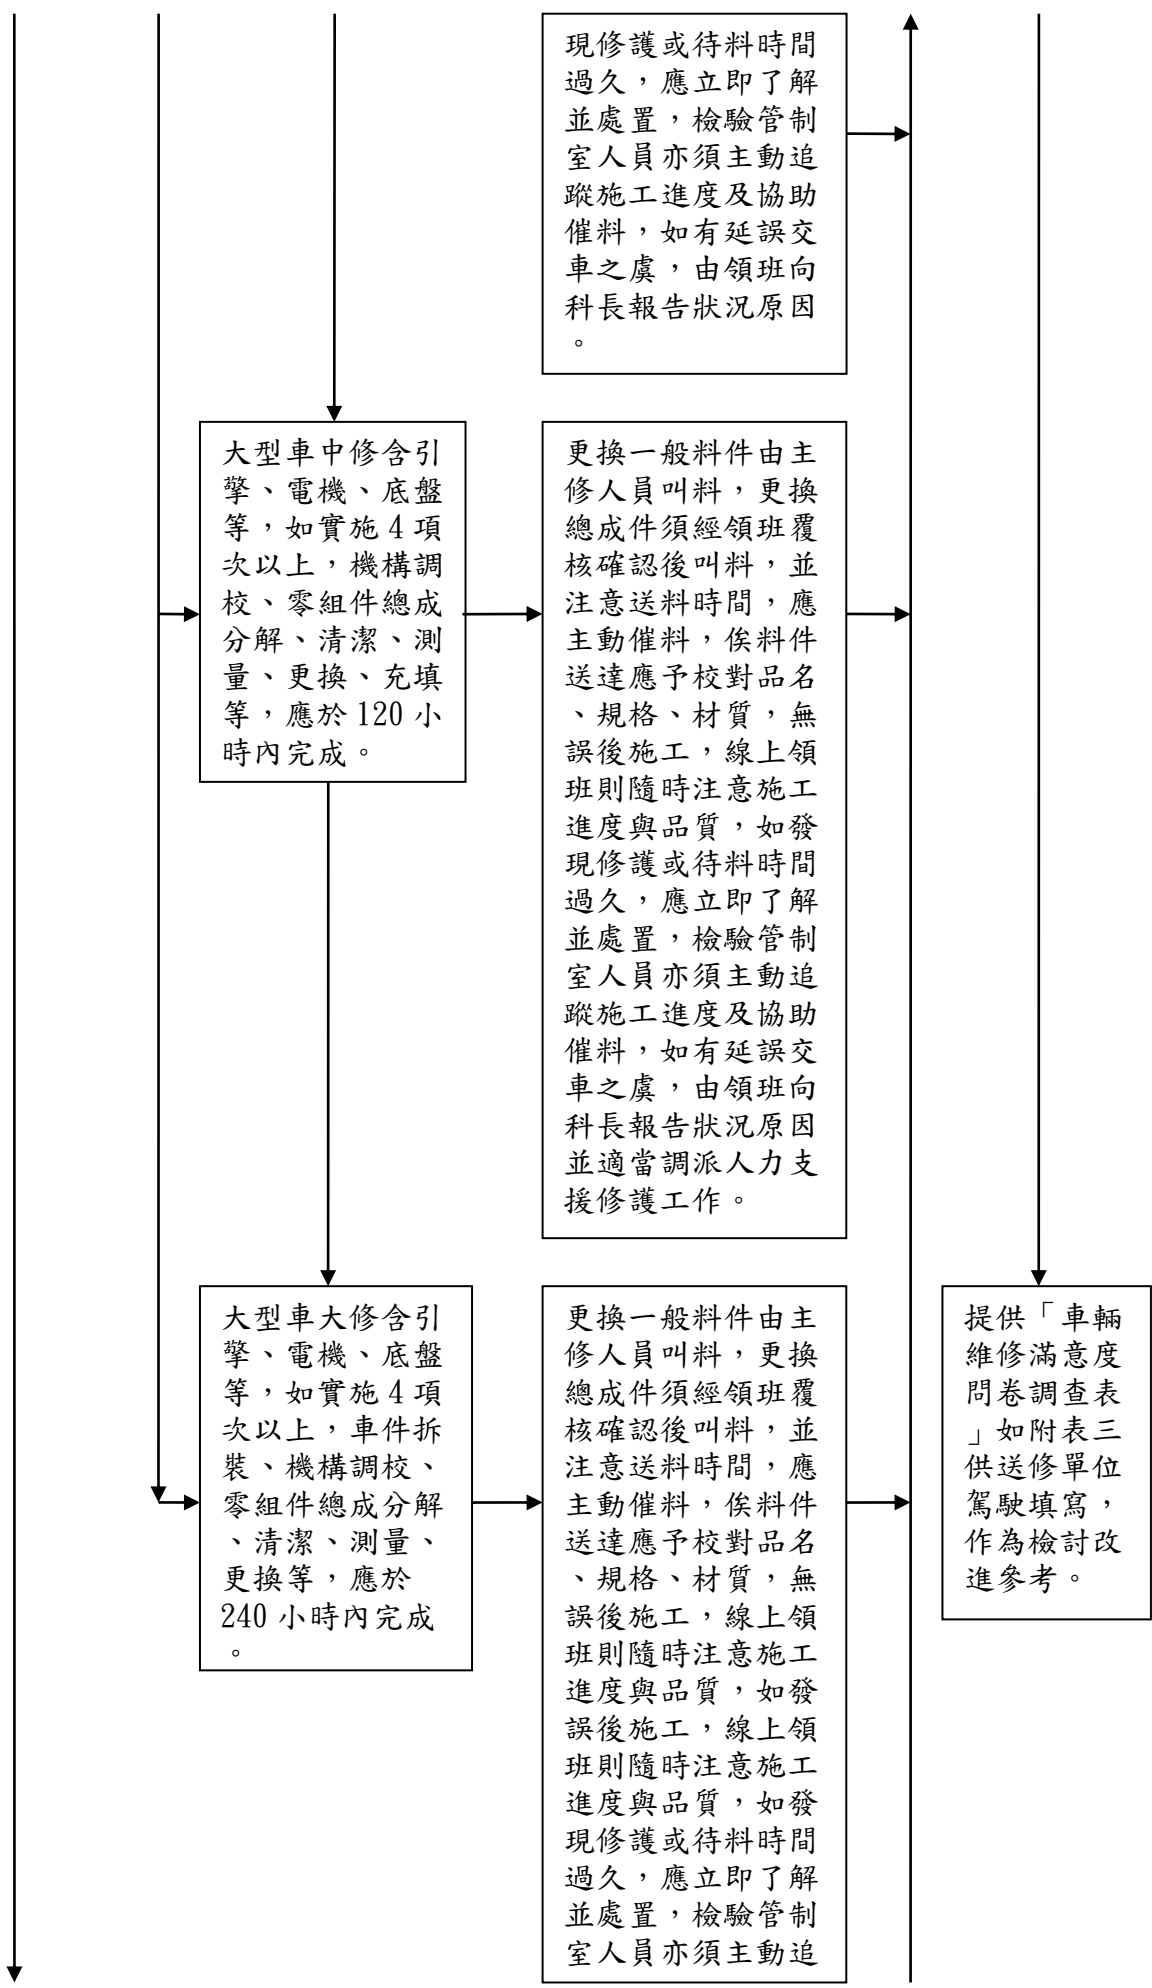 現修護或待料時間
過久，應立即了解
並處置，檢驗管制
室人員亦須主動追
蹤施工進度及協助
催料，如有延誤交
車之虞，由領班向
科長報告狀況原因
。
大型車中修含引
擎、電機、底盤
等，如實施4項
次以上，機構調
校、零組件總成
分解、清潔、測
量、更換、充填
等，應於120小
時內完成。
更換一般料件由主
修人員叫料，更換
總成件須經領班覆
核確認後叫料，並
注意送料時間，應
主動催料，俟料件
送達應予校對品名
、規格、材質，無
誤後施工，線上領
班則隨時注意施工
進度與品質，如發
現修護或待料時間
過久，應立即了解
並處置，檢驗管制
室人員亦須主動追
蹤施工進度及協助
催料，如有延誤交
車之虞，由領班向
科長報告狀況原因
並適當調派人力支
援修護工作。
大型車大修含引
擎、電機、底盤
等，如實施4項
次以上，車件拆
裝、機構調校、
零組件總成分解
、清潔、測量、
更換等，應於
240小時內完成
。
更換一般料件由主
修人員叫料，更換
總成件須經領班覆
核確認後叫料，並
注意送料時間，應
主動催料，俟料件
送達應予校對品名
、規格、材質，無
誤後施工，線上領
班則隨時注意施工
進度與品質，如發
誤後施工，線上領
班則隨時注意施工
進度與品質，如發
現修護或待料時間
過久，應立即了解
並處置，檢驗管制
室人員亦須主動追
提供「車輛
維修滿意度
問卷調查表
」如附表三
供送修單位
駕駛填寫，
作為檢討改
進參考。